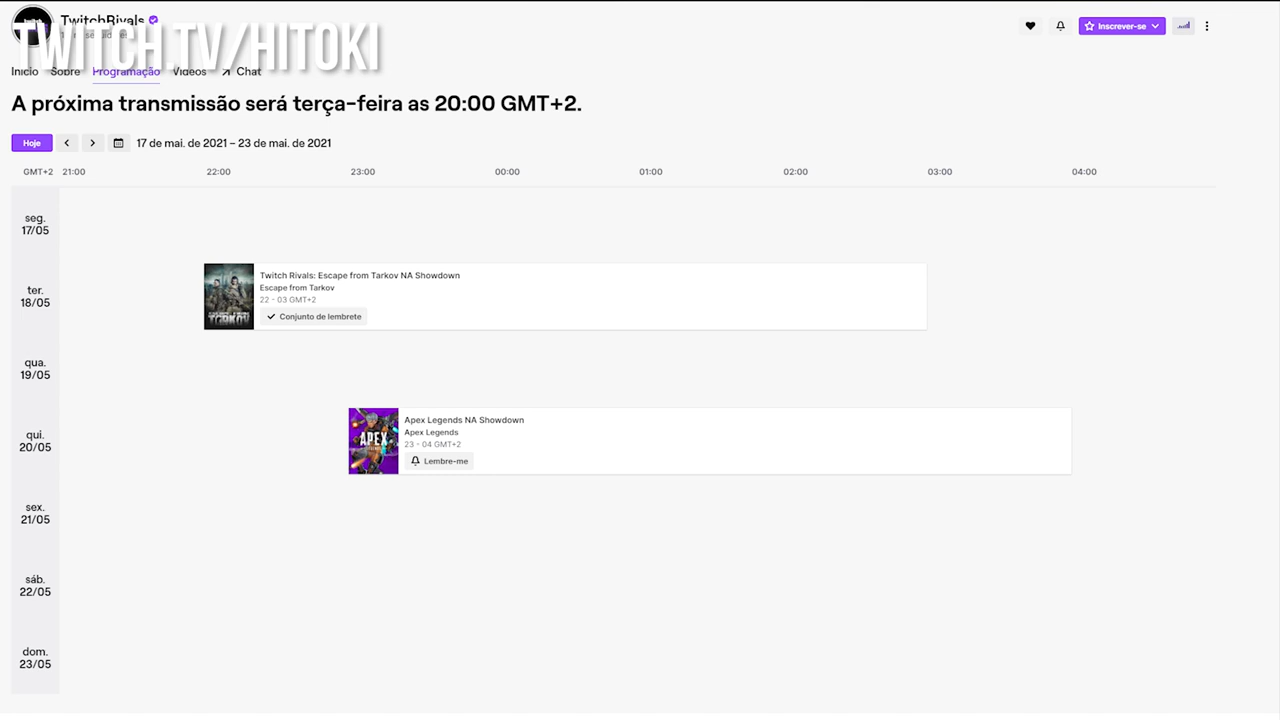 TwitchRivals
TWITCH.TV/HITOKI
Início Sobre Programação Vídeos Chat
Inscrever-se
A próxima transmissão será terça-feira as 20:00 GMT+2.
Hoje
17 de mai. de 2021 – 23 de mai. de 2021
GMT+2 21:00 22:00 23:00 00:00 01:00 02:00 03:00 04:00
seg.
17/05
ter.
18/05
Twitch Rivals: Escape from Tarkov NA Showdown
Escape from Tarkov
22 - 03 GMT+2
Conjunto de lembrete
TARKOV
qua.
19/05
qui.
20/05
Apex Legends NA Showdown
Apex Legends
23 - 04 GMT+2
Lembre-me
APEX
sex.
21/05
sáb.
22/05
dom.
23/05